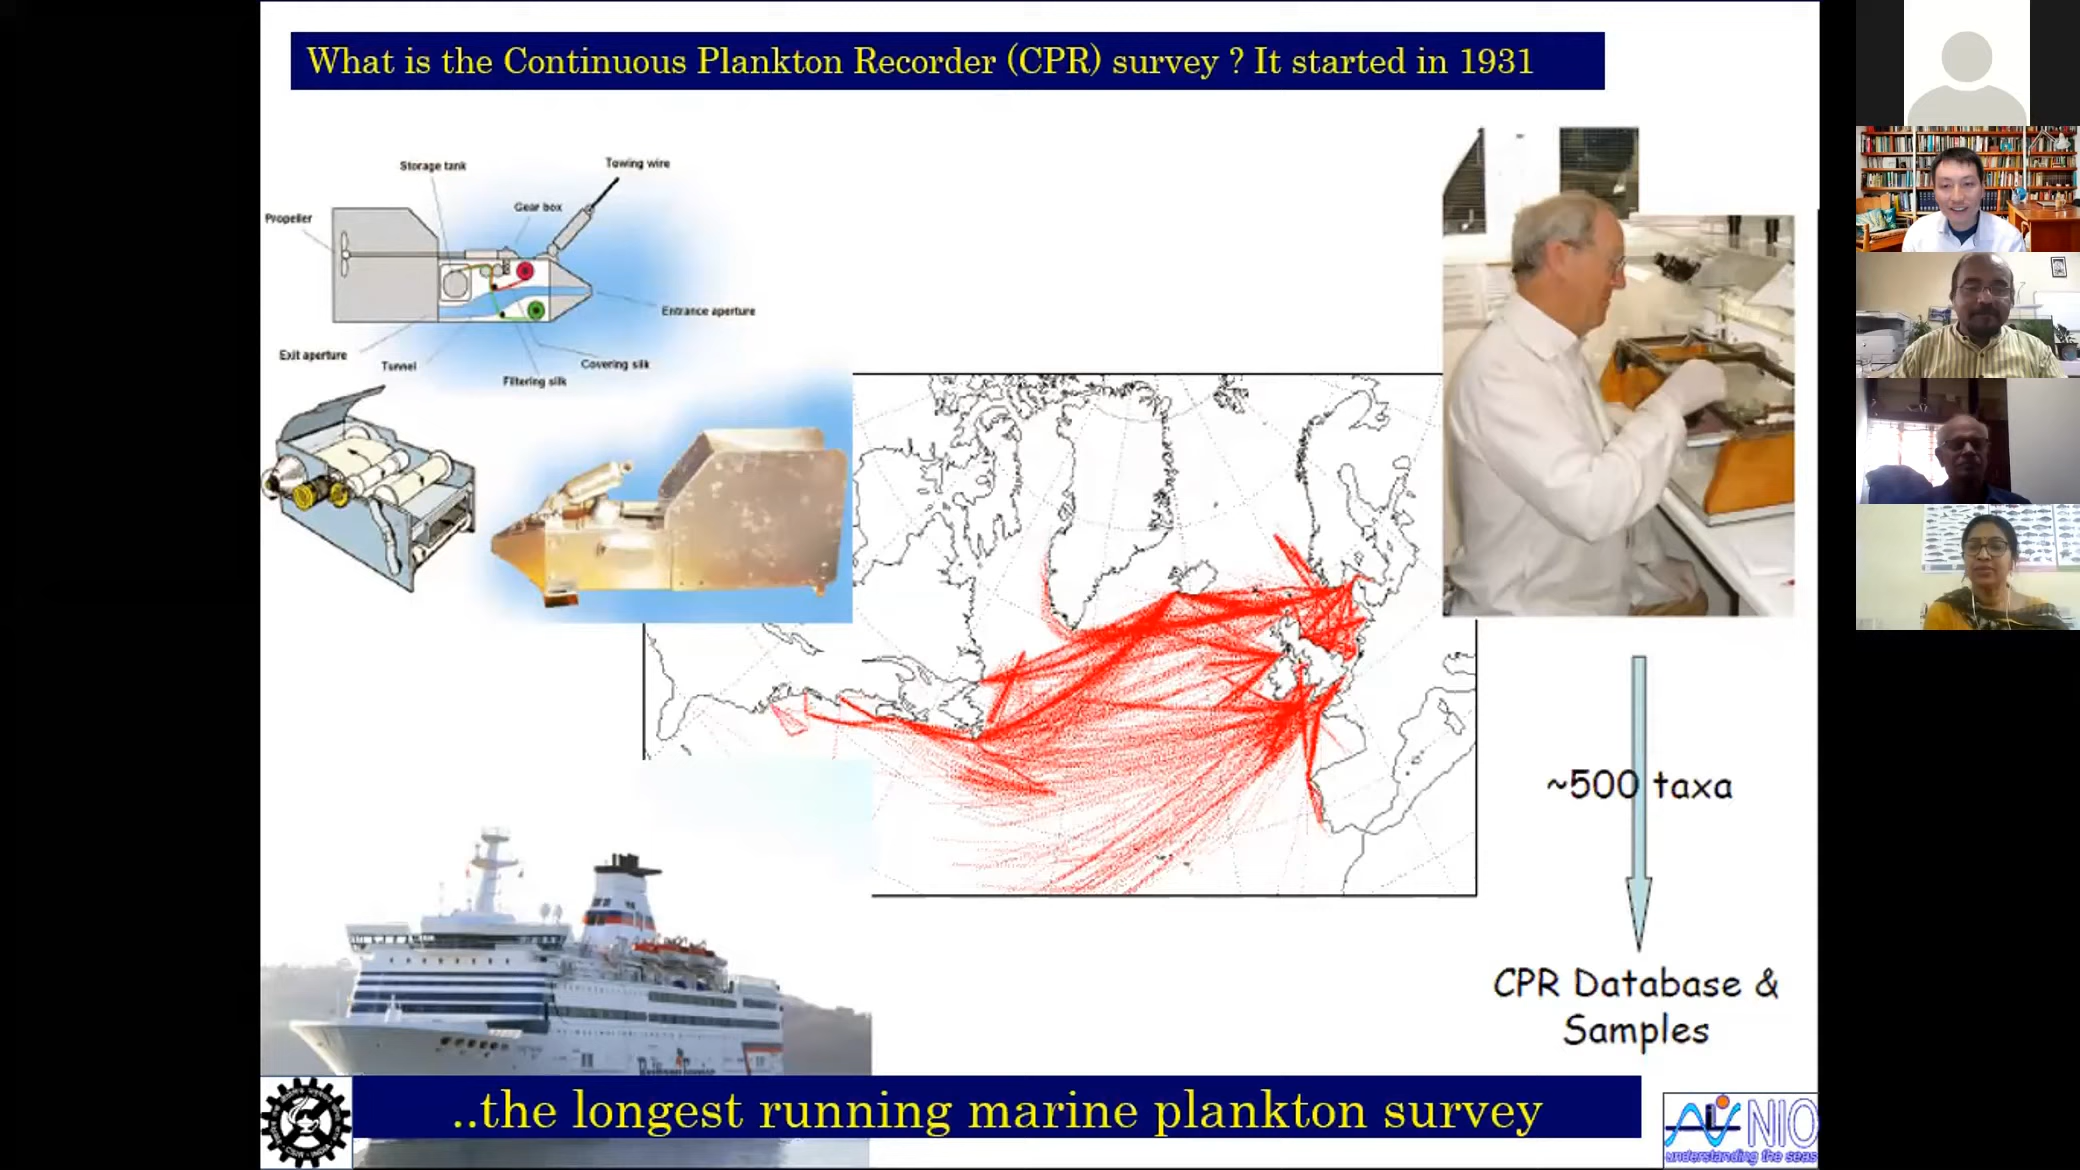 What is the Continuous Plankton Recorder (CPR) survey ? It started in 1931
Storage tank
Towing wire
Propeller
Gear box
Entrance aperture
Exit aperture
Tunnel
Covering silk
Filtering silk
~500 taxa
CPR Database &
Samples
..the longest running marine plankton survey
CSIR - INDIA
NIO
understanding the seas